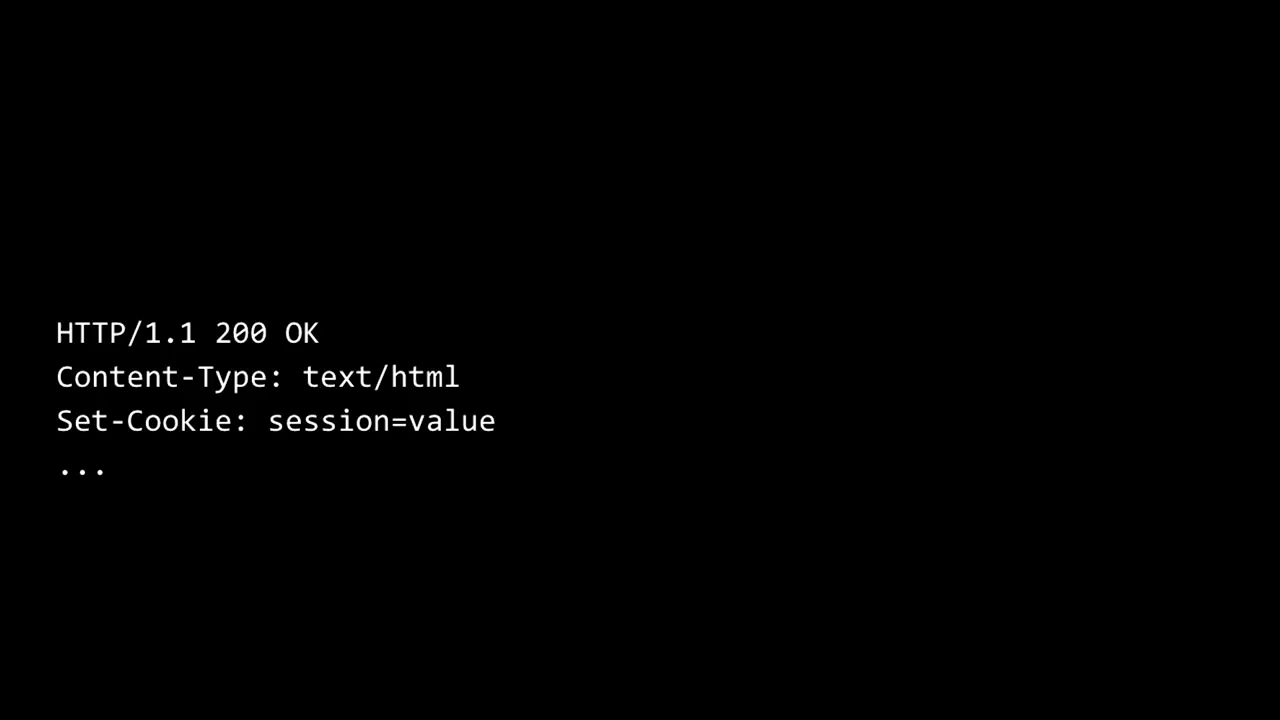 HTTP/1.1 200 OK
Content-Type: text/html
Set-Cookie: session=value
...